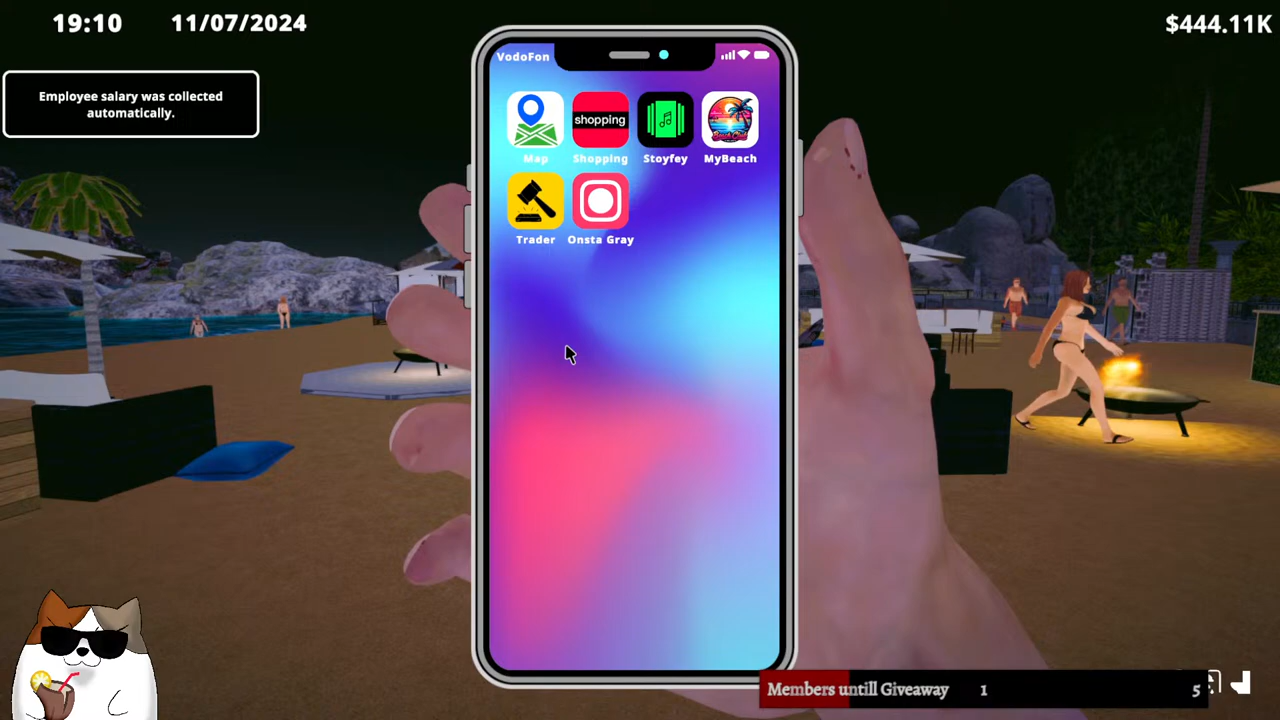 19:10 11/07/2024
$444.11K
Employee salary was collected
automatically.
VodoFon
shopping
Map Shopping Stoyfey MyBeach
Trader Onsta Gray
Members untill Giveaway 1 5